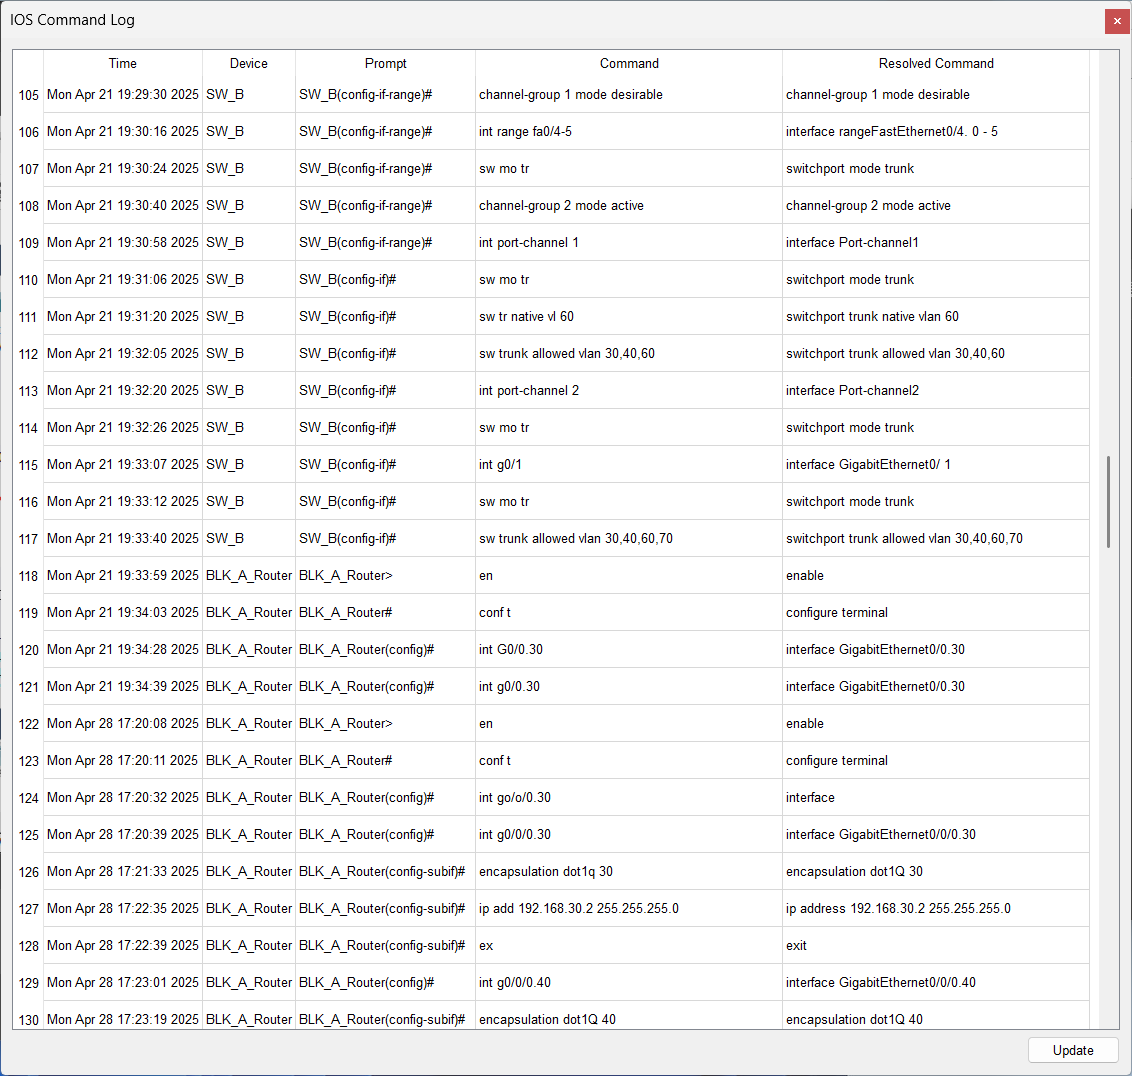 IOS Command Log
Time Device Prompt Command Resolved Command
105 Mon Apr 21 19:29:30 2025 SW_B SW_B(config-if-range)# channel-group 1 mode desirable channel-group 1 mode desirable
106 Mon Apr 21 19:30:16 2025 SW_B SW_B(config-if-range)# int range fa0/4-5 interface rangeFastEthernet0/4. 0 - 5
107 Mon Apr 21 19:30:24 2025 SW_B SW_B(config-if-range)# sw mo tr switchport mode trunk
108 Mon Apr 21 19:30:40 2025 SW_B SW_B(config-if-range)# channel-group 2 mode active channel-group 2 mode active
109 Mon Apr 21 19:30:58 2025 SW_B SW_B(config-if-range)# int port-channel 1 interface Port-channel1
110 Mon Apr 21 19:31:06 2025 SW_B SW_B(config-if)# sw mo tr switchport mode trunk
111 Mon Apr 21 19:31:20 2025 SW_B SW_B(config-if)# sw tr native vl 60 switchport trunk native vlan 60
112 Mon Apr 21 19:32:05 2025 SW_B SW_B(config-if)# sw trunk allowed vlan 30,40,60 switchport trunk allowed vlan 30,40,60
113 Mon Apr 21 19:32:20 2025 SW_B SW_B(config-if)# int port-channel 2 interface Port-channel2
114 Mon Apr 21 19:32:26 2025 SW_B SW_B(config-if)# sw mo tr switchport mode trunk
115 Mon Apr 21 19:33:07 2025 SW_B SW_B(config-if)# int g0/1 interface GigabitEthernet0/ 1
116 Mon Apr 21 19:33:12 2025 SW_B SW_B(config-if)# sw mo tr switchport mode trunk
117 Mon Apr 21 19:33:40 2025 SW_B SW_B(config-if)# sw trunk allowed vlan 30,40,60,70 switchport trunk allowed vlan 30,40,60,70
118 Mon Apr 21 19:33:59 2025 BLK_A_Router BLK_A_Router> en enable
119 Mon Apr 21 19:34:03 2025 BLK_A_Router BLK_A_Router# conf t configure terminal
120 Mon Apr 21 19:34:28 2025 BLK_A_Router BLK_A_Router(config)# int G0/0.30 interface GigabitEthernet0/0.30
121 Mon Apr 21 19:34:39 2025 BLK_A_Router BLK_A_Router(config)# int g0/0.30 interface GigabitEthernet0/0.30
122 Mon Apr 28 17:20:08 2025 BLK_A_Router BLK_A_Router> en enable
123 Mon Apr 28 17:20:11 2025 BLK_A_Router BLK_A_Router# conf t configure terminal
124 Mon Apr 28 17:20:32 2025 BLK_A_Router BLK_A_Router(config)# int go/o/0.30 interface
125 Mon Apr 28 17:20:39 2025 BLK_A_Router BLK_A_Router(config)# int g0/0/0.30 interface GigabitEthernet0/0/0.30
126 Mon Apr 28 17:21:33 2025 BLK_A_Router BLK_A_Router(config-subif)# encapsulation dot1q 30 encapsulation dot1Q 30
127 Mon Apr 28 17:22:35 2025 BLK_A_Router BLK_A_Router(config-subif)# ip add 192.168.30.2 255.255.255.0 ip address 192.168.30.2 255.255.255.0
128 Mon Apr 28 17:22:39 2025 BLK_A_Router BLK_A_Router(config-subif)# ex exit
129 Mon Apr 28 17:23:01 2025 BLK_A_Router BLK_A_Router(config)# int g0/0/0.40 interface GigabitEthernet0/0/0.40
130 Mon Apr 28 17:23:19 2025 BLK_A_Router BLK_A_Router(config-subif)# encapsulation dot1Q 40 encapsulation dot1Q 40
Update